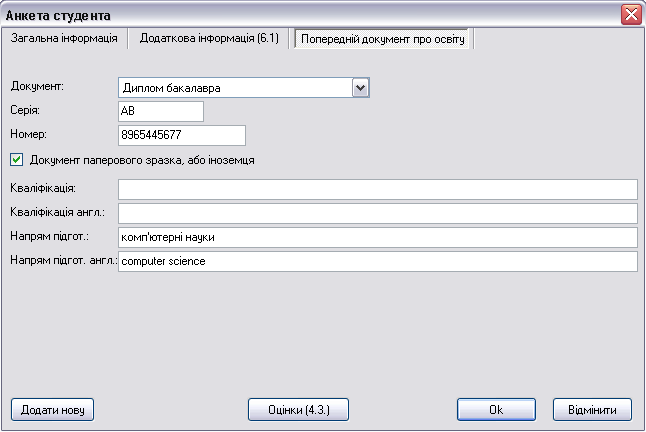 Анкета студента
Загальна інформація Додаткова інформація (6.1) Попередній документ про освіту
Документ: Диплом бакалавра
Серія: АВ
Номер: 8965445677
Документ паперового зразка, або іноземця
Кваліфікація:
Кваліфікація англ.:
Напрям підгот.: комп'ютерні науки
Напрям підгот. англ.: computer science
Додати нову Оцінки (4.3.) Ok Відмінити